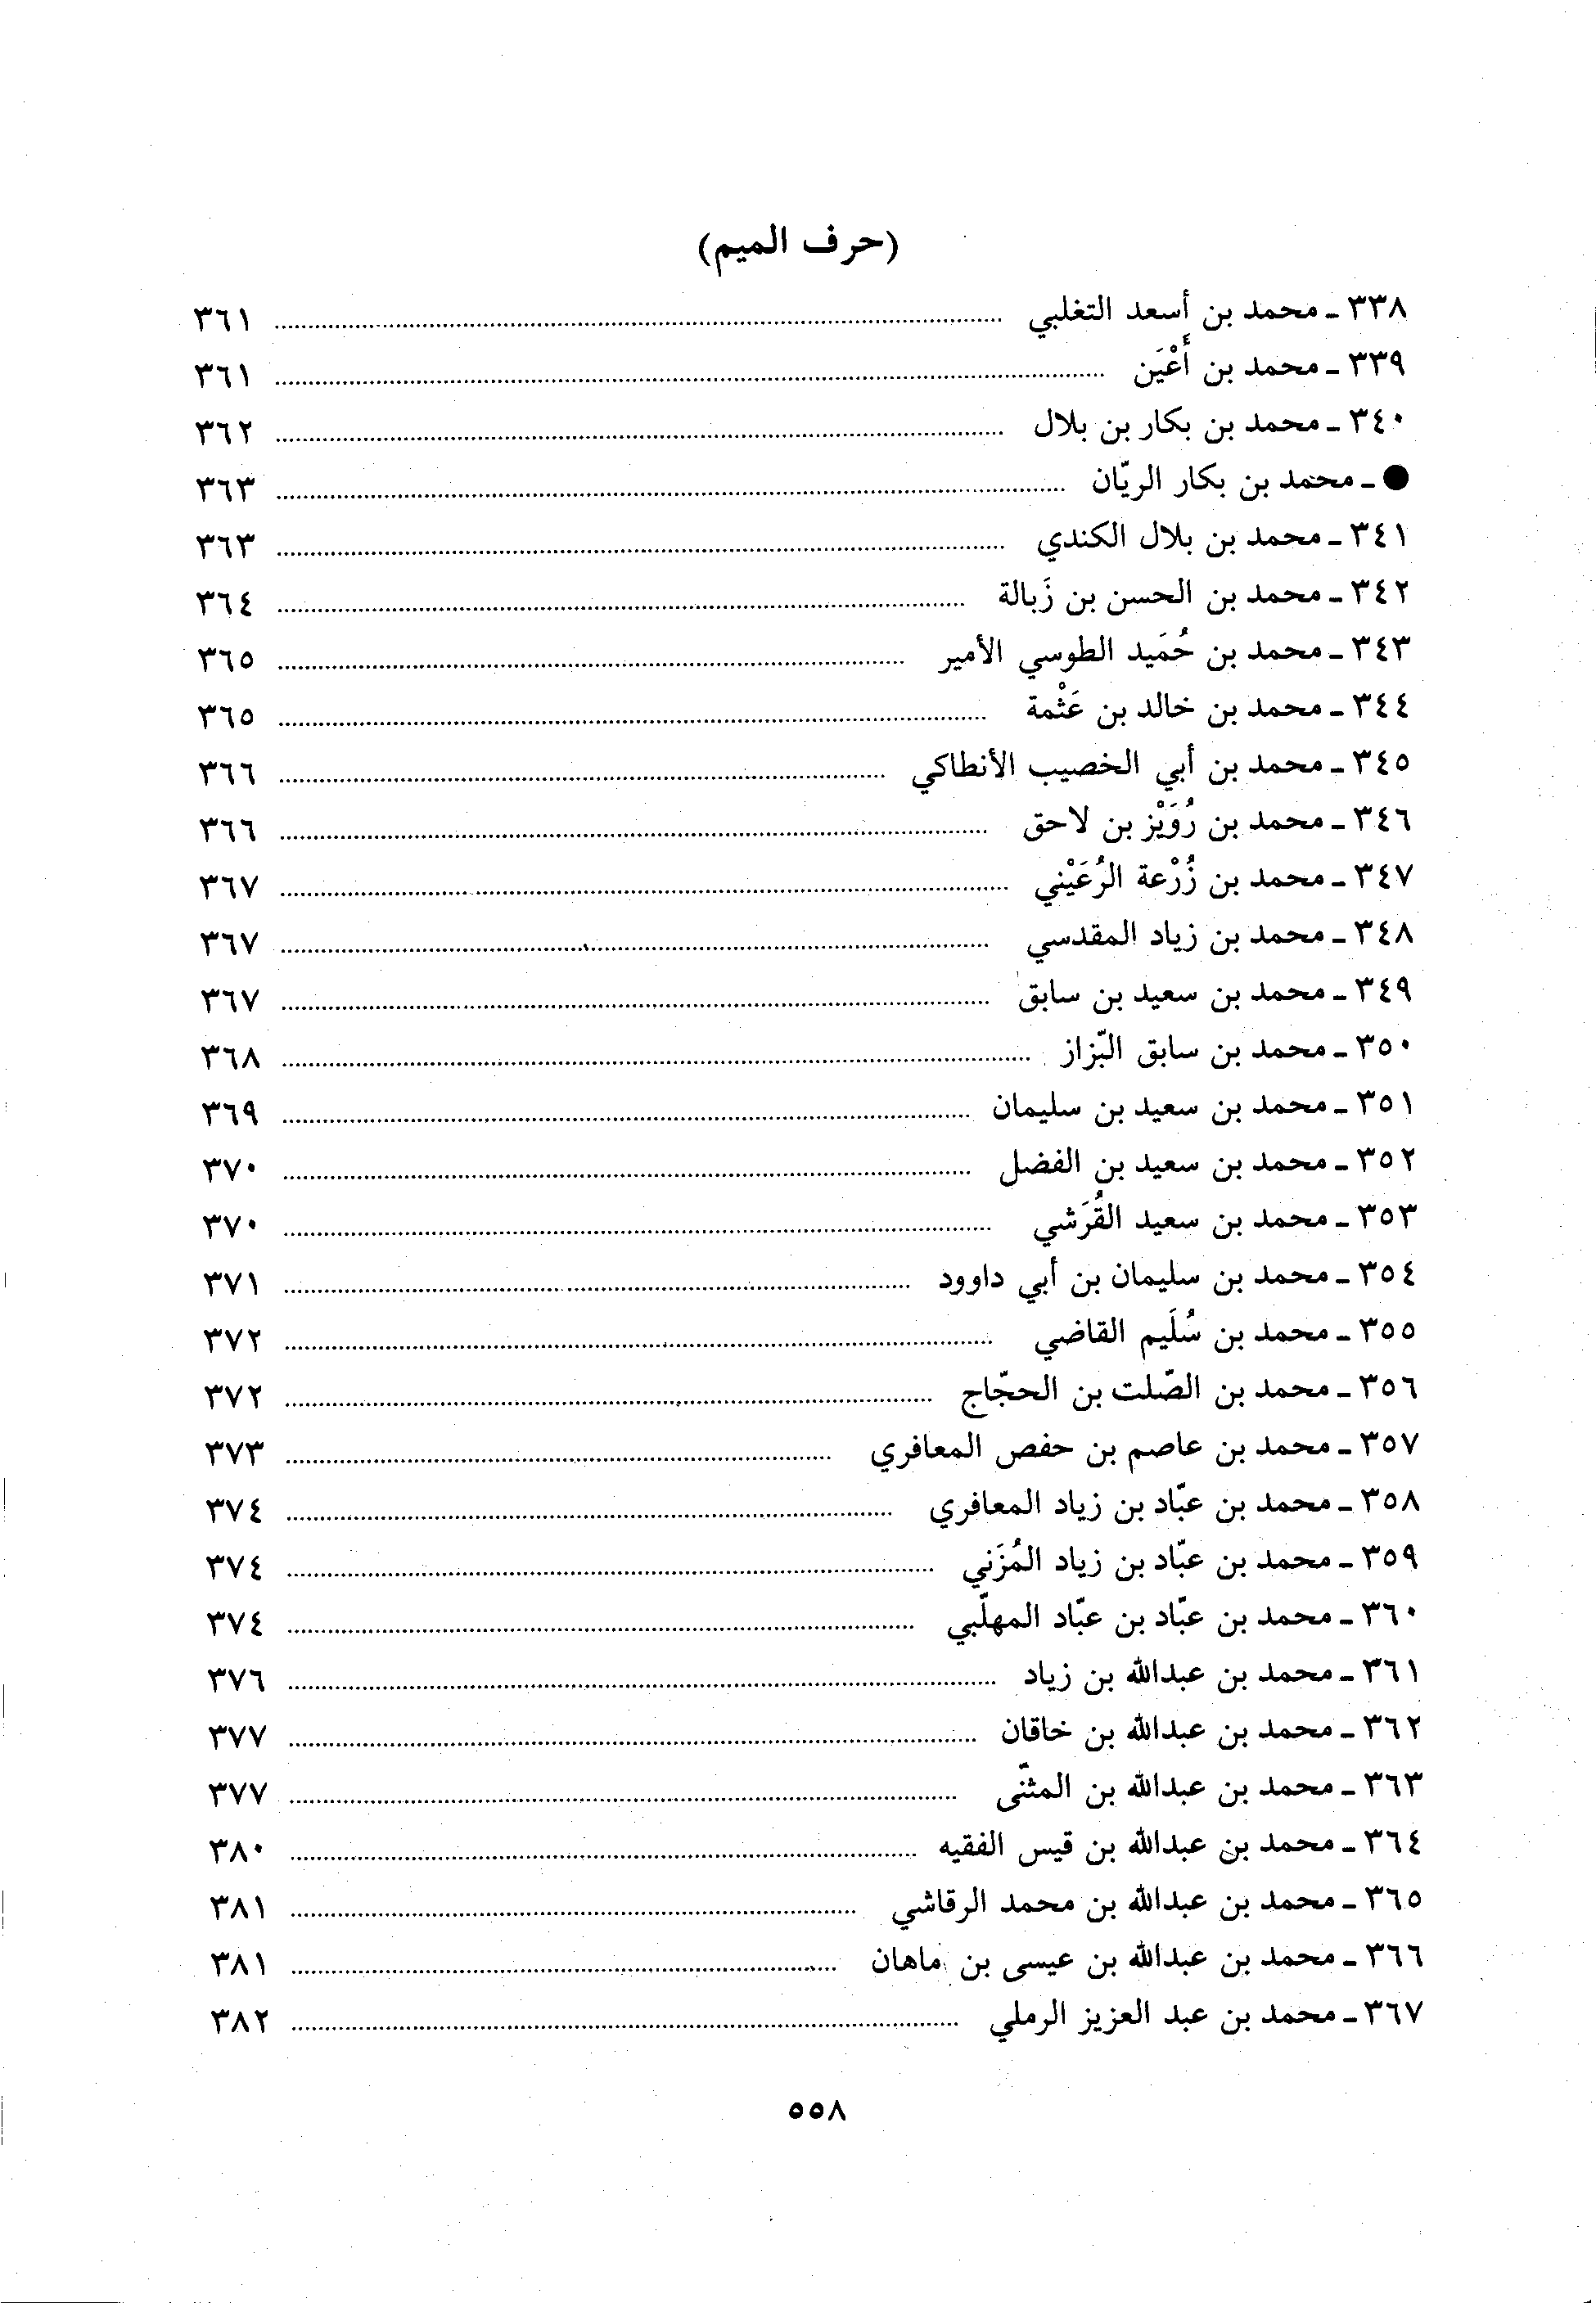 (حرف الميم)
٣٣٨ ـ محمد بن أسعد التغلبي ........ ٣٦١
٣٣٩ ـ محمد بن أَعْيَن ........ ٣٦١
٣٤٠ ـ محمد بن بكار بن بلال ........ ٣٦٢
● ـ محمد بن بكار الريّان ........ ٣٦٣
٣٤١ ـ محمد بن بلال الكندي ........ ٣٦٣
٣٤٢ ـ محمد بن الحسن بن زَبالة ........ ٣٦٤
٣٤٣ ـ محمد بن حُمَيد الطوسي الأمير ........ ٣٦٥
٣٤٤ ـ محمد بن خالد بن عَثْمة ........ ٣٦٥
٣٤٥ ـ محمد بن أبي الخصيب الأنطاكي ........ ٣٦٦
٣٤٦ ـ محمد بن رُوَيْز بن لاحق ........ ٣٦٦
٣٤٧ ـ محمد بن زُرْعة الرُعَيْني ........ ٣٦٧
٣٤٨ ـ محمد بن زياد المقدسي ........ ٣٦٧
٣٤٩ ـ محمد بن سعيد بن سابق ........ ٣٦٧
٣٥٠ ـ محمد بن سابق البّزاز ........ ٣٦٨
٣٥١ ـ محمد بن سعيد بن سليمان ........ ٣٦٩
٣٥٢ ـ محمد بن سعيد بن الفضل ........ ٣٧٠
٣٥٣ ـ محمد بن سعيد القُرَشي ........ ٣٧٠
٣٥٤ ـ محمد بن سليمان بن أبي داوود ........ ٣٧١
٣٥٥ ـ محمد بن سُلَيم القاضي ........ ٣٧٢
٣٥٦ ـ محمد بن الصّلت بن الحجّاج ........ ٣٧٢
٣٥٧ ـ محمد بن عاصم بن حفص المعافري ........ ٣٧٣
٣٥٨ ـ محمد بن عبّاد بن زياد المعافري ........ ٣٧٤
٣٥٩ ـ محمد بن عبّاد بن زياد المُزَني ........ ٣٧٤
٣٦٠ ـ محمد بن عبّاد بن عبّاد المهلّبي ........ ٣٧٤
٣٦١ ـ محمد بن عبدالله بن زياد ........ ٣٧٦
٣٦٢ ـ محمد بن عبدالله بن خاقان ........ ٣٧٧
٣٦٣ ـ محمد بن عبدالله بن المثنّى ........ ٣٧٧
٣٦٤ ـ محمد بن عبدالله بن قيس الفقيه ........ ٣٨٠
٣٦٥ ـ محمد بن عبدالله بن محمد الرقاشي ........ ٣٨١
٣٦٦ ـ محمد بن عبدالله بن عيسى بن ماهان ........ ٣٨١
٣٦٧ ـ محمد بن عبد العزيز الرملي ........ ٣٨٢
٥٥٨